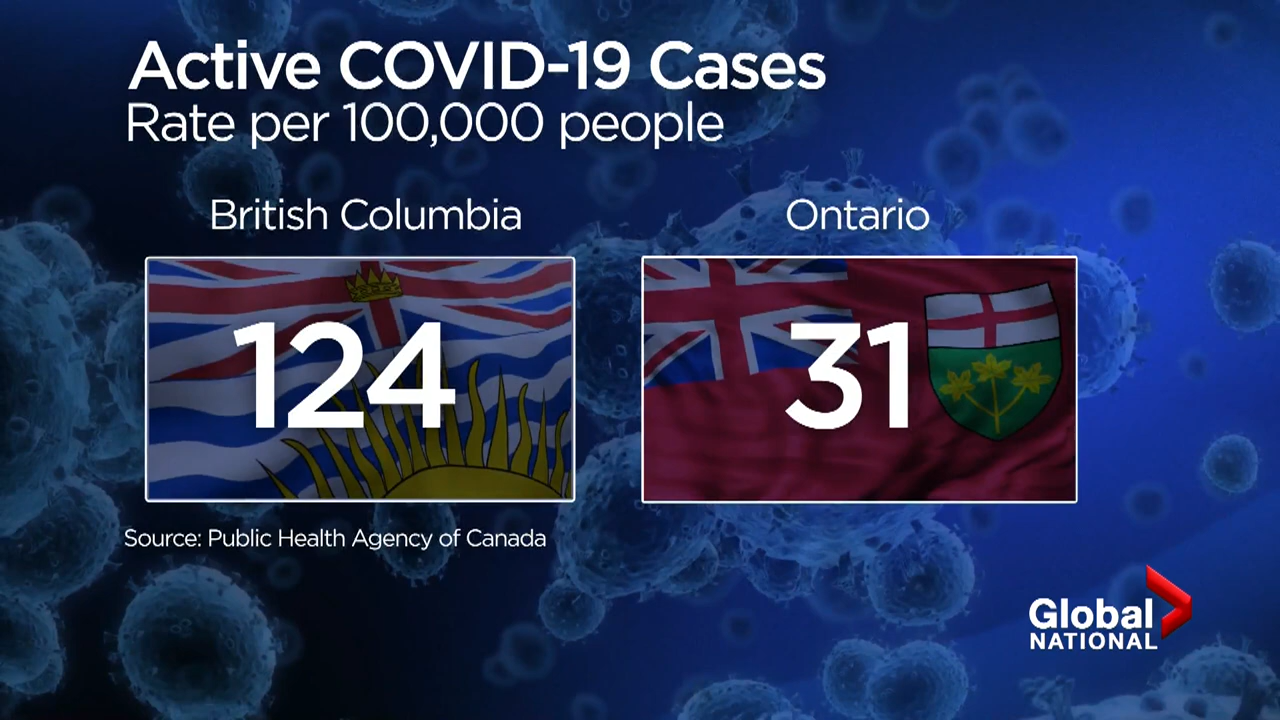 Active COVID-19 Cases
Rate per 100,000 people
British Columbia
Ontario
124
31
Source: Public Health Agency of Canada
Global
NATIONAL